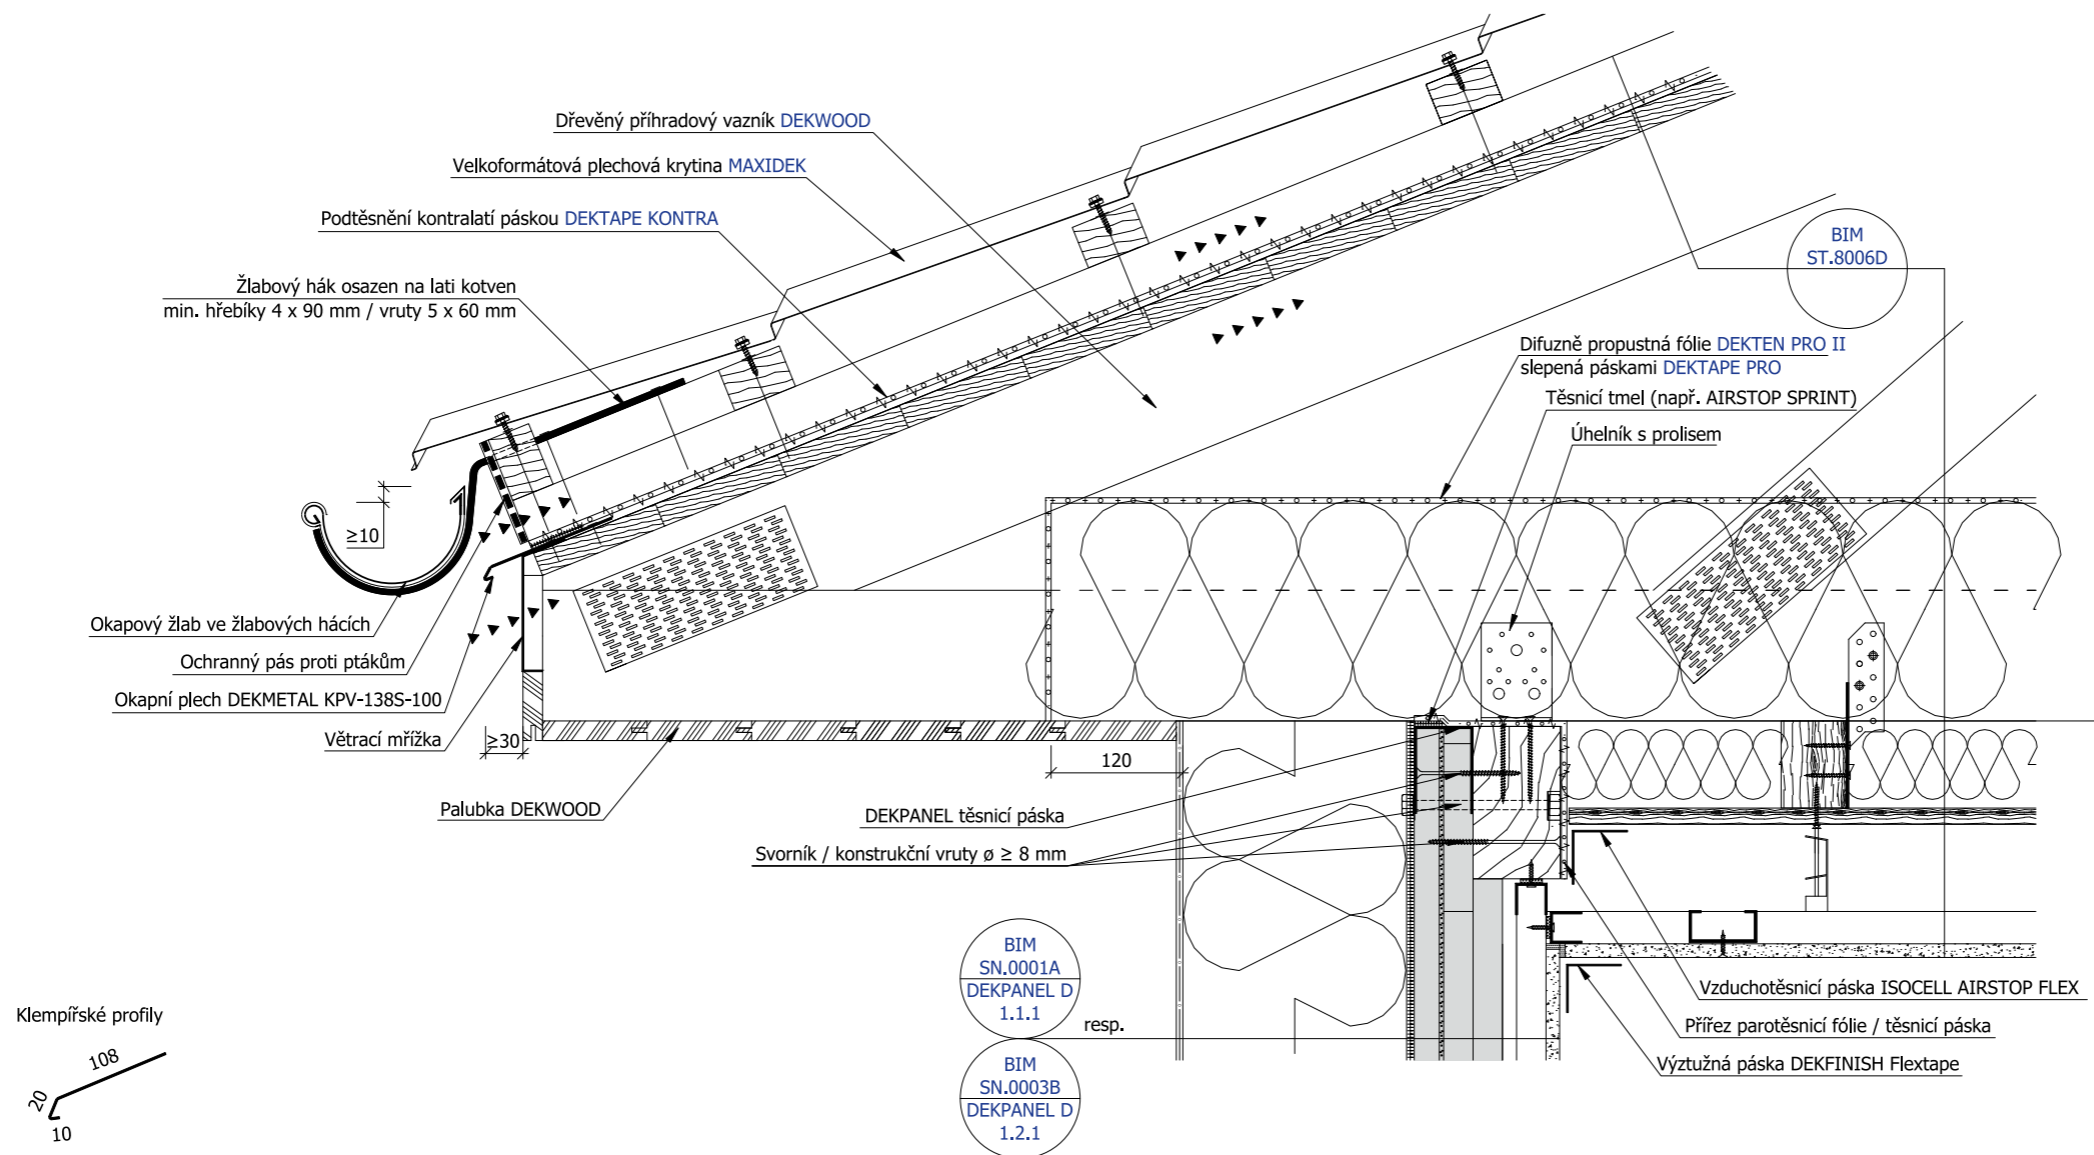 Dřevěný příhradový vazník DEKWOOD
Velkoformátová plechová krytina MAXIDEK
Podtěsnění kontralatí páskou DEKTAPE KONTRA
Žlabový hák osazen na lati kotven
min. hřebíky 4 x 90 mm / vruty 5 x 60 mm
BIM
ST.8006D
Difuzně propustná fólie DEKTEN PRO II
slepená páskami DEKTAPE PRO
Těsnicí tmel (např. AIRSTOP SPRINT)
Úhelník s prolisem
≥10
Okapový žlab ve žlabových hácích
Ochranný pás proti ptákům
Okapní plech DEKMETAL KPV-138S-100
Větrací mřížka
≥30
120
Palubka DEKWOOD
DEKPANEL těsnicí páska
Svorník / konstrukční vruty ø ≥ 8 mm
BIM
SN.0001A
DEKPANEL D
1.1.1
resp.
BIM
SN.0003B
DEKPANEL D
1.2.1
Vzduchotěsnicí páska ISOCELL AIRSTOP FLEX
Přířez parotěsnicí fólie / těsnicí páska
Výztužná páska DEKFINISH Flextape
Klempířské profily
108
20
10